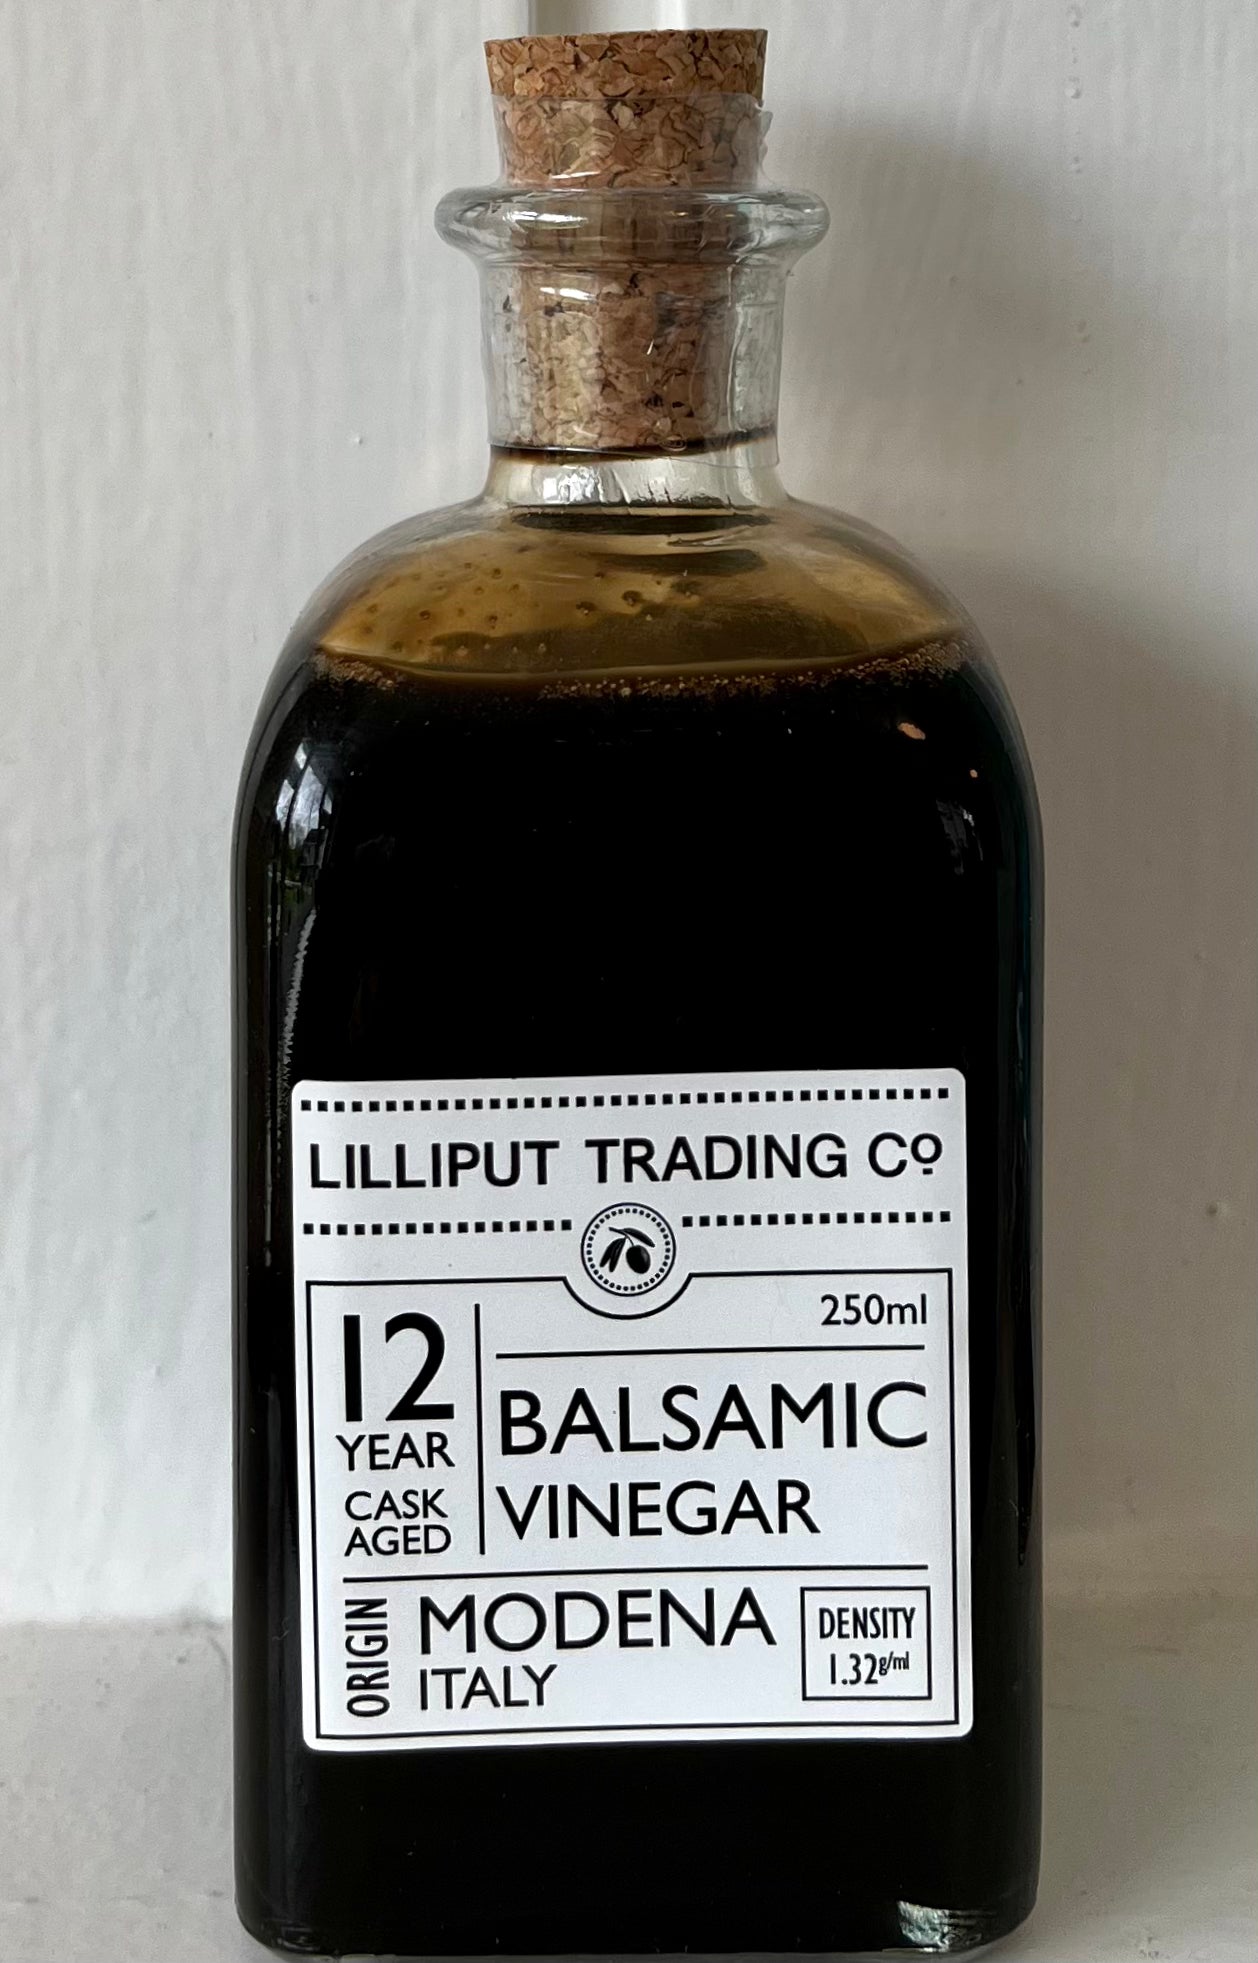 LILLIPUT TRADING Cº
250ml
12
YEAR
CASK
AGED
BALSAMIC
VINEGAR
ORIGIN
MODENA
ITALY
DENSITY
1.32g/ml